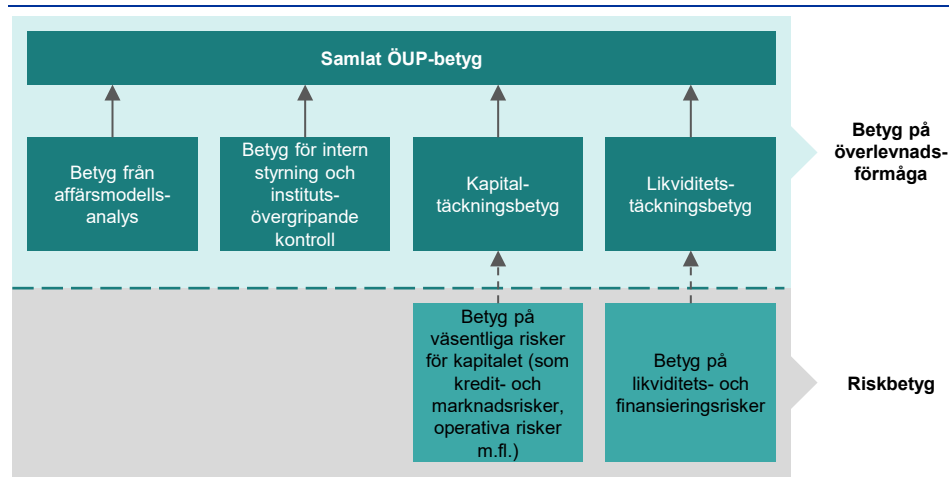 Samlat ÖUP-betyg
Betyg från
affärsmodells-
analys
Betyg för intern
styrning och
instituts-
övergripande
kontroll
Kapital-
täckningsbetyg
Likviditets-
täckningsbetyg
Betyg på
överlevnads-
förmåga
Betyg på
väsentliga risker
för kapitalet (som
kredit- och
marknadsrisker,
operativa risker
m.fl.)
Betyg på
likviditets- och
finansieringsrisker
Riskbetyg